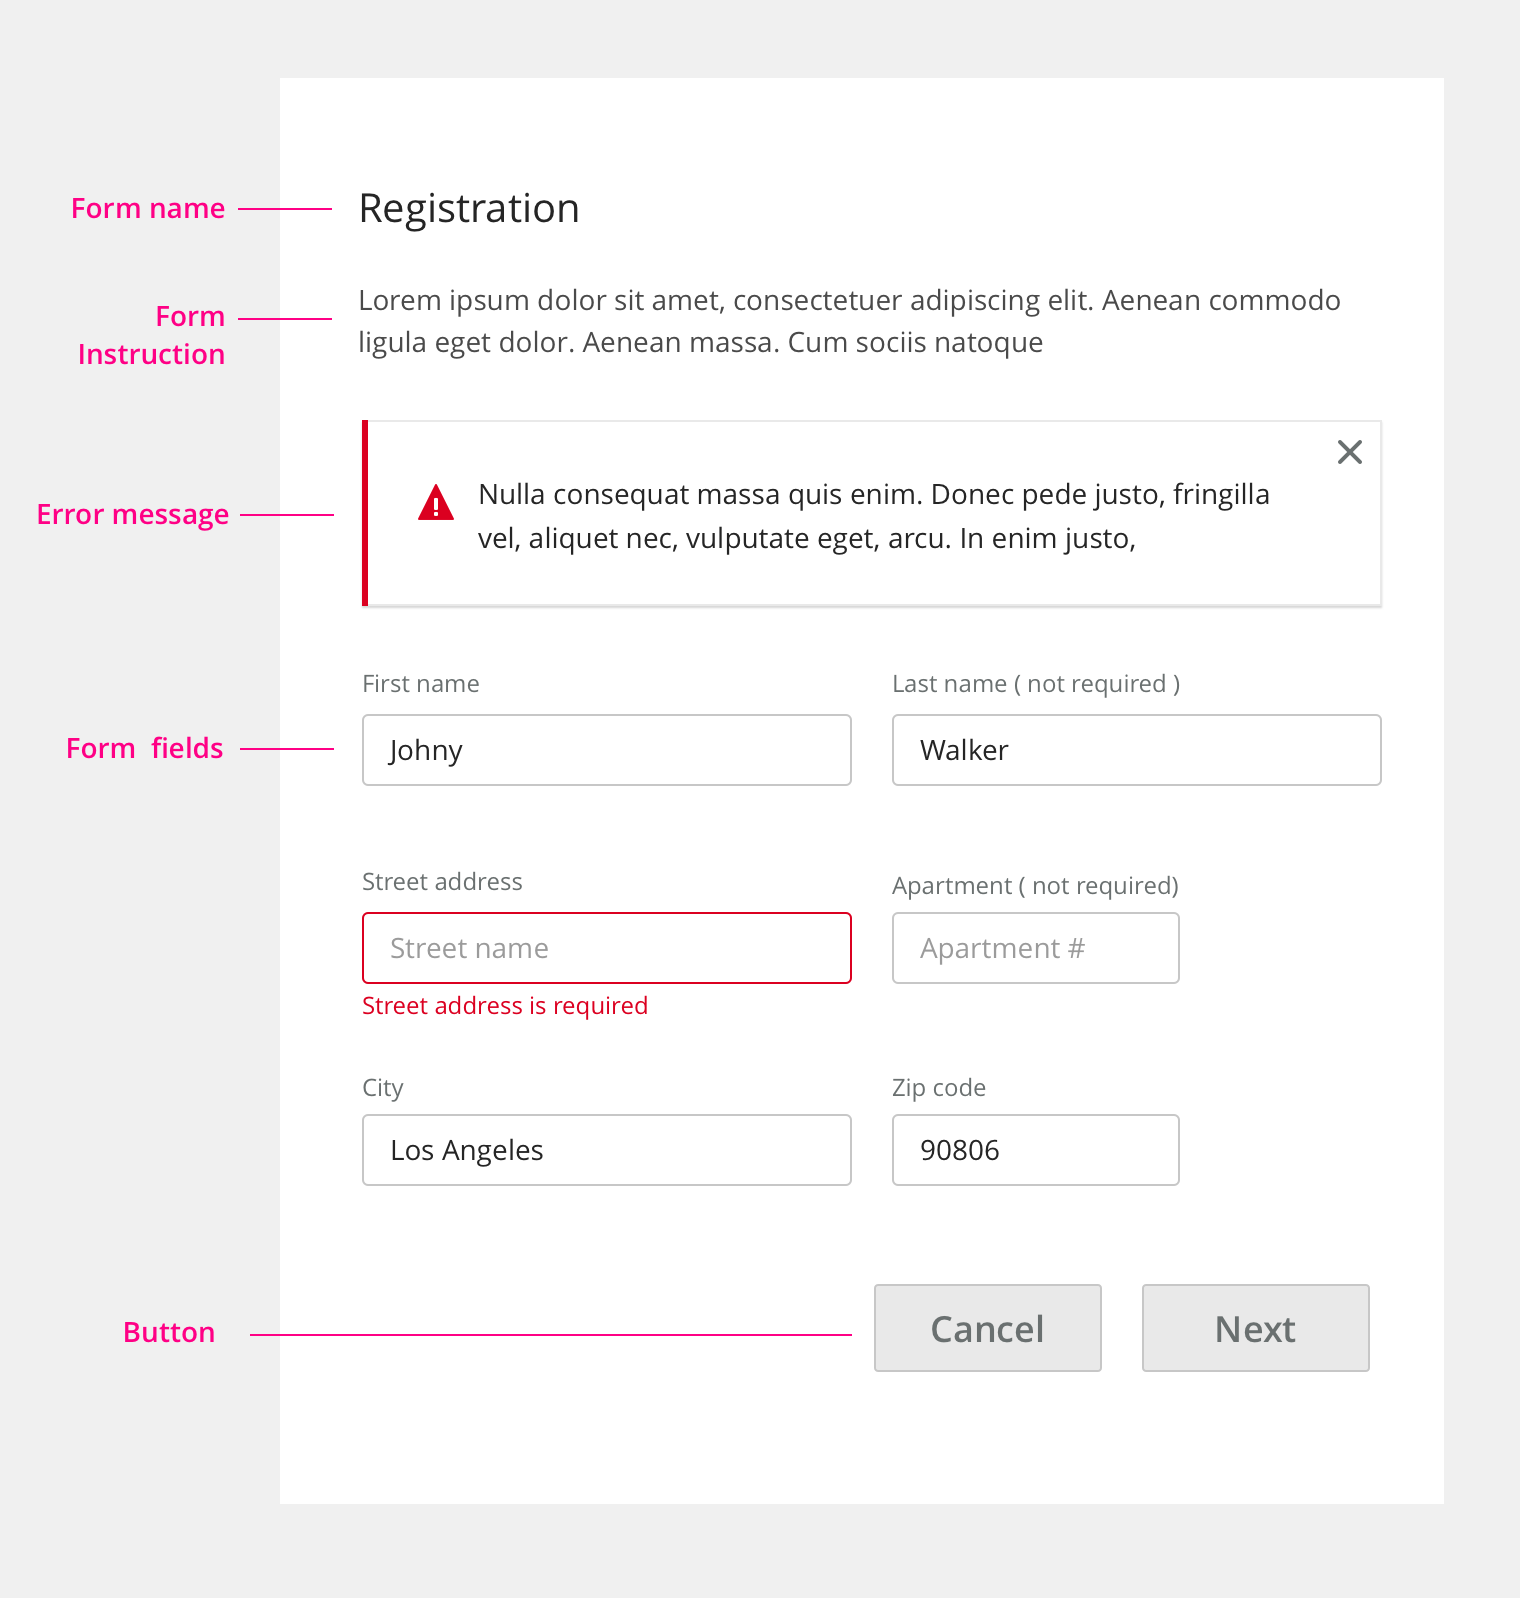 Form name
Registration
Form
Instruction
Lorem ipsum dolor sit amet, consectetuer adipiscing elit. Aenean commodo
ligula eget dolor. Aenean massa. Cum sociis natoque
Error message
Nulla consequat massa quis enim. Donec pede justo, fringilla
vel, aliquet nec, vulputate eget, arcu. In enim justo,
First name
Last name ( not required )
Form  fields
Johny
Walker
Street address
Apartment ( not required)
Street name
Apartment #
Street address is required
City
Zip code
Los Angeles
90806
Button
Cancel
Next